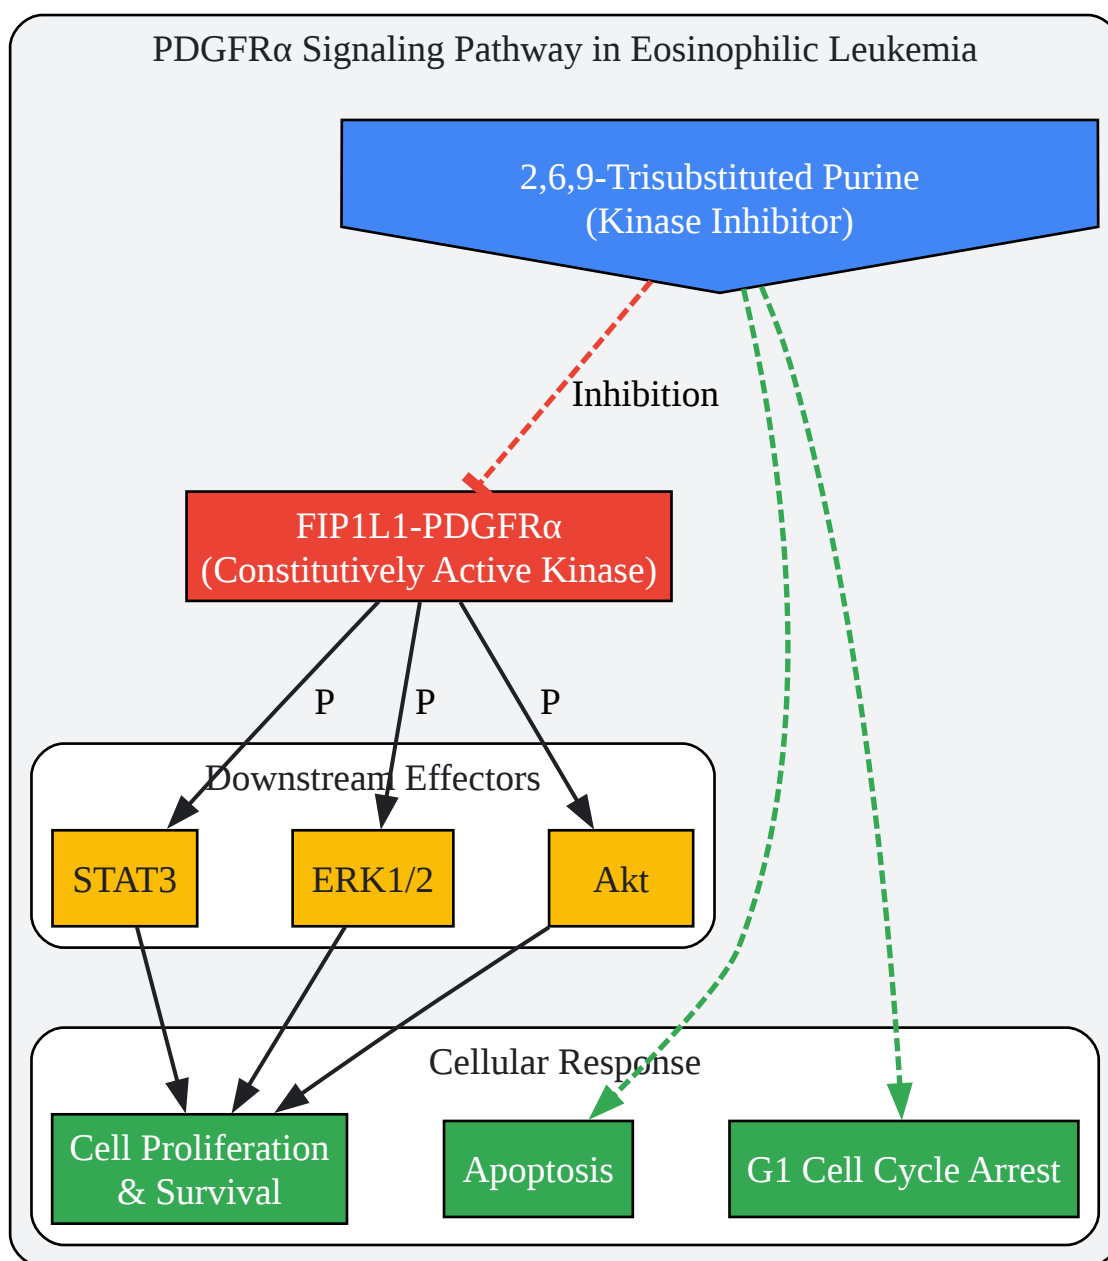 PDGFRα Signaling Pathway in Eosinophilic Leukemia
2,6,9-Trisubstituted Purine
(Kinase Inhibitor)
Inhibition
FIP1L1-PDGFRα
(Constitutively Active Kinase)
P P P
Downstream Effectors
STAT3 ERK1/2 Akt
Cellular Response
Cell Proliferation
& Survival
Apoptosis
G1 Cell Cycle Arrest